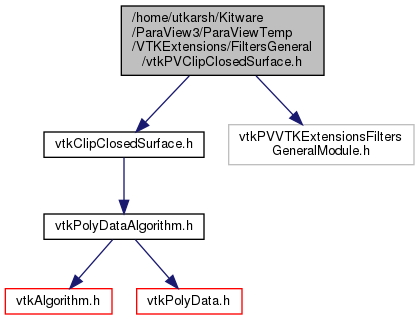 /home/utkarsh/Kitware
/ParaView3/ParaViewTemp
/VTKExtensions/FiltersGeneral
/vtkPVClipClosedSurface.h
vtkClipClosedSurface.h
vtkPVVTKExtensionsFilters
GeneralModule.h
vtkPolyDataAlgorithm.h
vtkAlgorithm.h
vtkPolyData.h